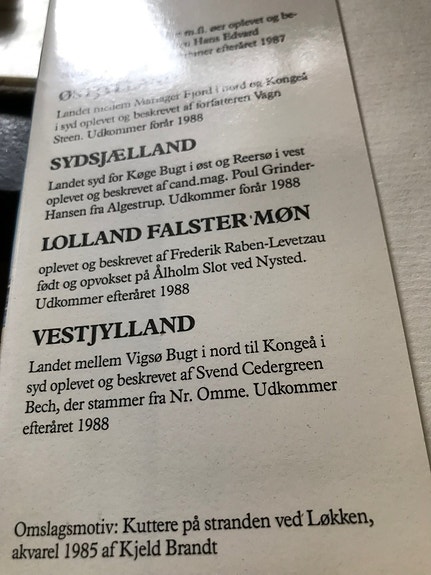 m.fl. øer oplevet og be-
Hans Edvard
efteråret 1987
ØSTJYLLAND
Landet mellem Mariager Fjord i nord og Kongeå
i syd oplevet og beskrevet af forfatteren Vagn
Steen. Udkommer forår 1988
SYDSJÆLLAND
Landet syd for Køge Bugt i øst og Reersø i vest
oplevet og beskrevet af cand.mag. Poul Grinder-
Hansen fra Algestrup. Udkommer forår 1988
LOLLAND FALSTER MØN
oplevet og beskrevet af Frederik Raben-Levetzau
født og opvokset på Ålholm Slot ved Nysted.
Udkommer efteråret 1988
VESTJYLLAND
Landet mellem Vigsø Bugt i nord til Kongeå i
syd oplevet og beskrevet af Svend Cedergreen
Bech, der stammer fra Nr. Omme. Udkommer
efteråret 1988
Omslagsmotiv: Kuttere på stranden ved Løkken,
akvarel 1985 af Kjeld Brandt